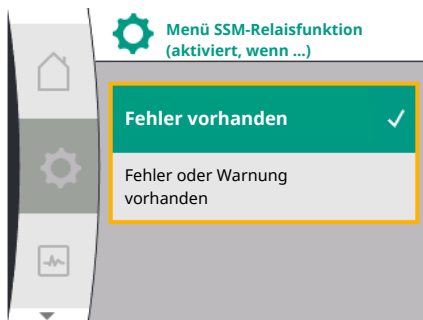 Menü SSM-Relaisfunktion
(aktiviert, wenn ...)
Fehler vorhanden
Fehler oder Warnung
vorhanden